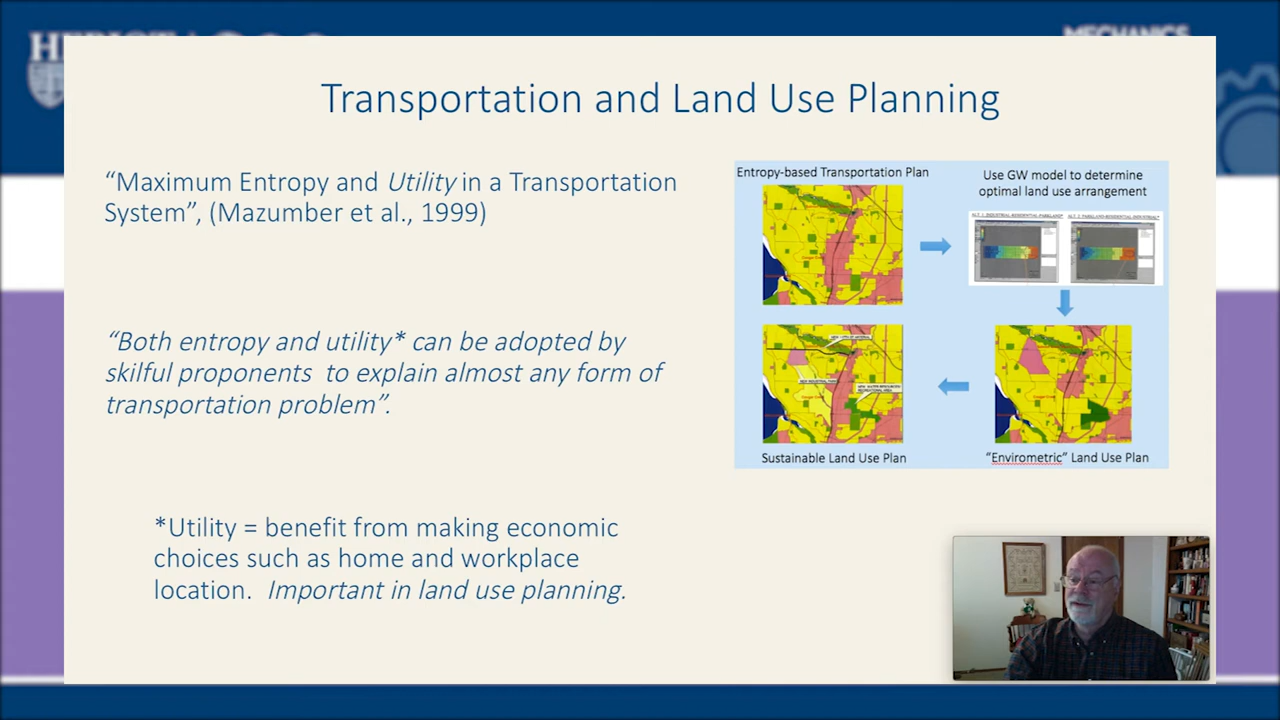 Transportation and Land Use Planning
“Maximum Entropy and Utility in a Transportation
System”, (Mazumber et al., 1999)
“Both entropy and utility* can be adopted by
skilful proponents to explain almost any form of
transportation problem”.
*Utility = benefit from making economic
choices such as home and workplace
location. Important in land use planning.
Entropy-based Transportation Plan
Use GW model to determine
optimal land use arrangement
Sustainable Land Use Plan
“Envirometric” Land Use Plan